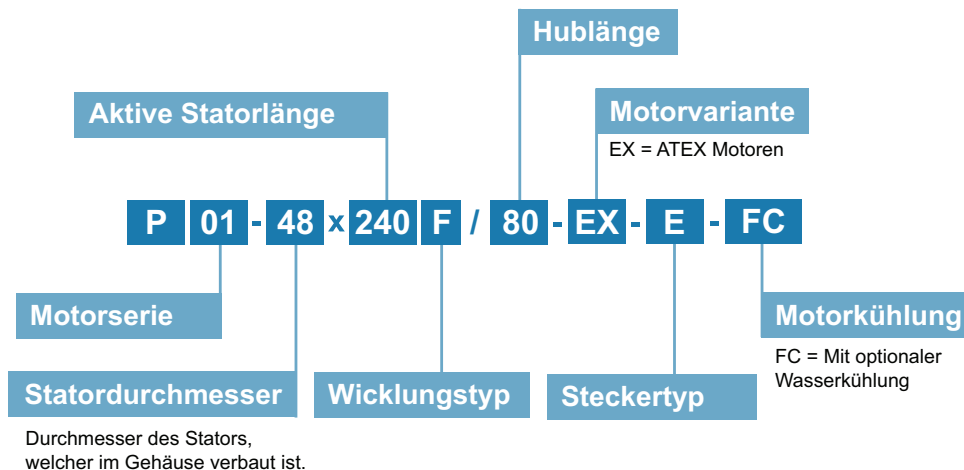 Hublänge
Aktive Statorlänge
Motorvariante
EX = ATEX Motoren
P 01 - 48 x 240 F / 80 - EX - E - FC
Motorserie
Motorkühlung
FC = Mit optionaler
Wasserkühlung
Statordurchmesser
Wicklungstyp
Steckertyp
Durchmesser des Stators,
welcher im Gehäuse verbaut ist.